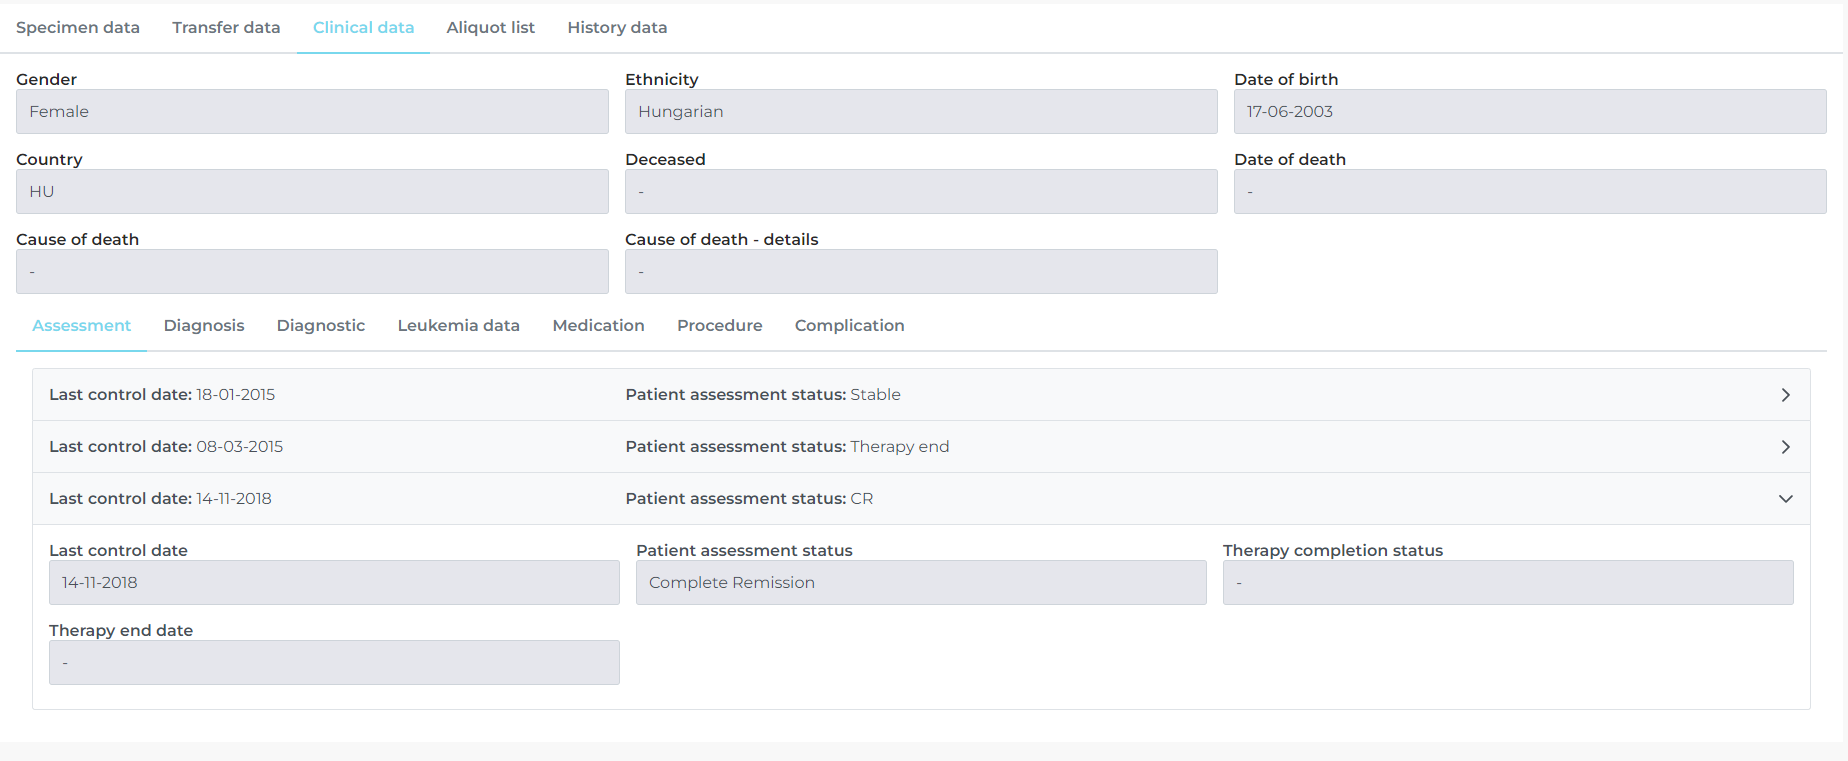 Specimen data Transfer data Clinical data Aliquot list History data
Gender Ethnicity Date of birth
Female Hungarian 17-06-2003
Country Deceased Date of death
HU - -
Cause of death Cause of death - details
- -
Assessment Diagnosis Diagnostic Leukemia data Medication Procedure Complication
Last control date: 18-01-2015 Patient assessment status: Stable
Last control date: 08-03-2015 Patient assessment status: Therapy end
Last control date: 14-11-2018 Patient assessment status: CR
Last control date Patient assessment status Therapy completion status
14-11-2018 Complete Remission -
Therapy end date
-